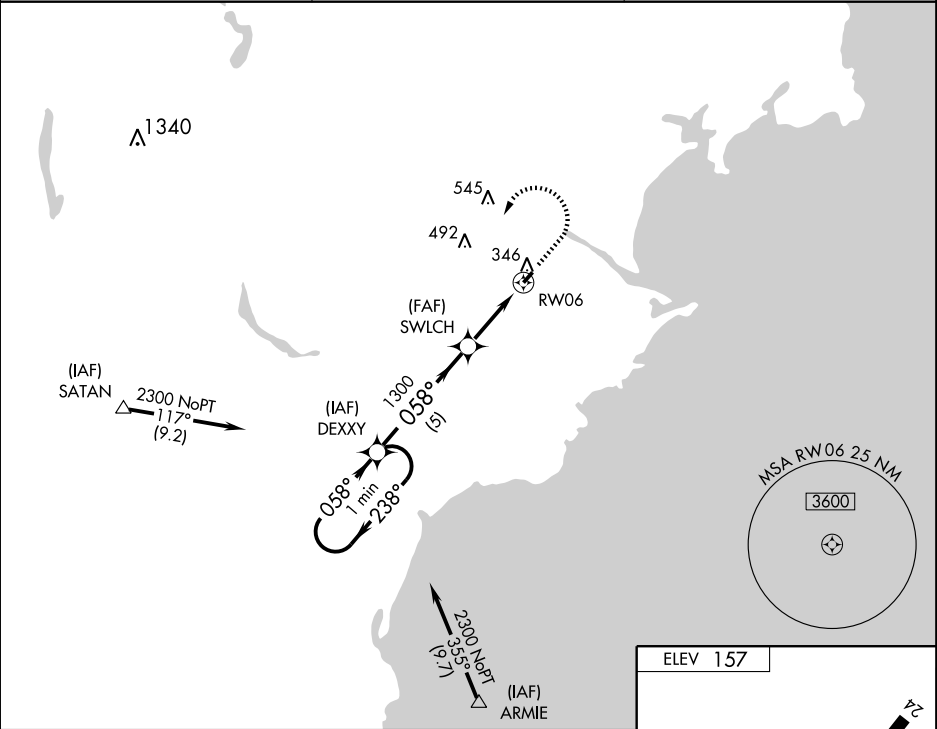 1340
545
492
346
RW06
(FAF)
SWLCH
(IAF)
SATAN
2300 NoPT
117°
(9.2)
(IAF)
DEXXY
1300
058°
(5)
058°
1 min
238°
MSA RW06 25 NM
3600
2300 NoPT
355°
(9.7)
(IAF)
ARMIE
ELEV 157
24